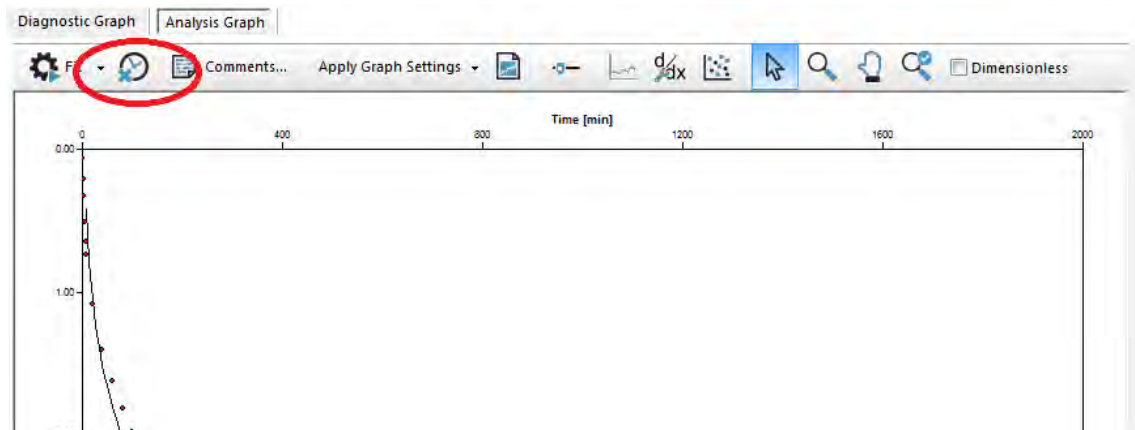 Diagnostic Graph Analysis Graph
Comments... Apply Graph Settings d/dx Dimensionless
Time [min]
0 400 800 1200 1600 2000
0.00
1.00